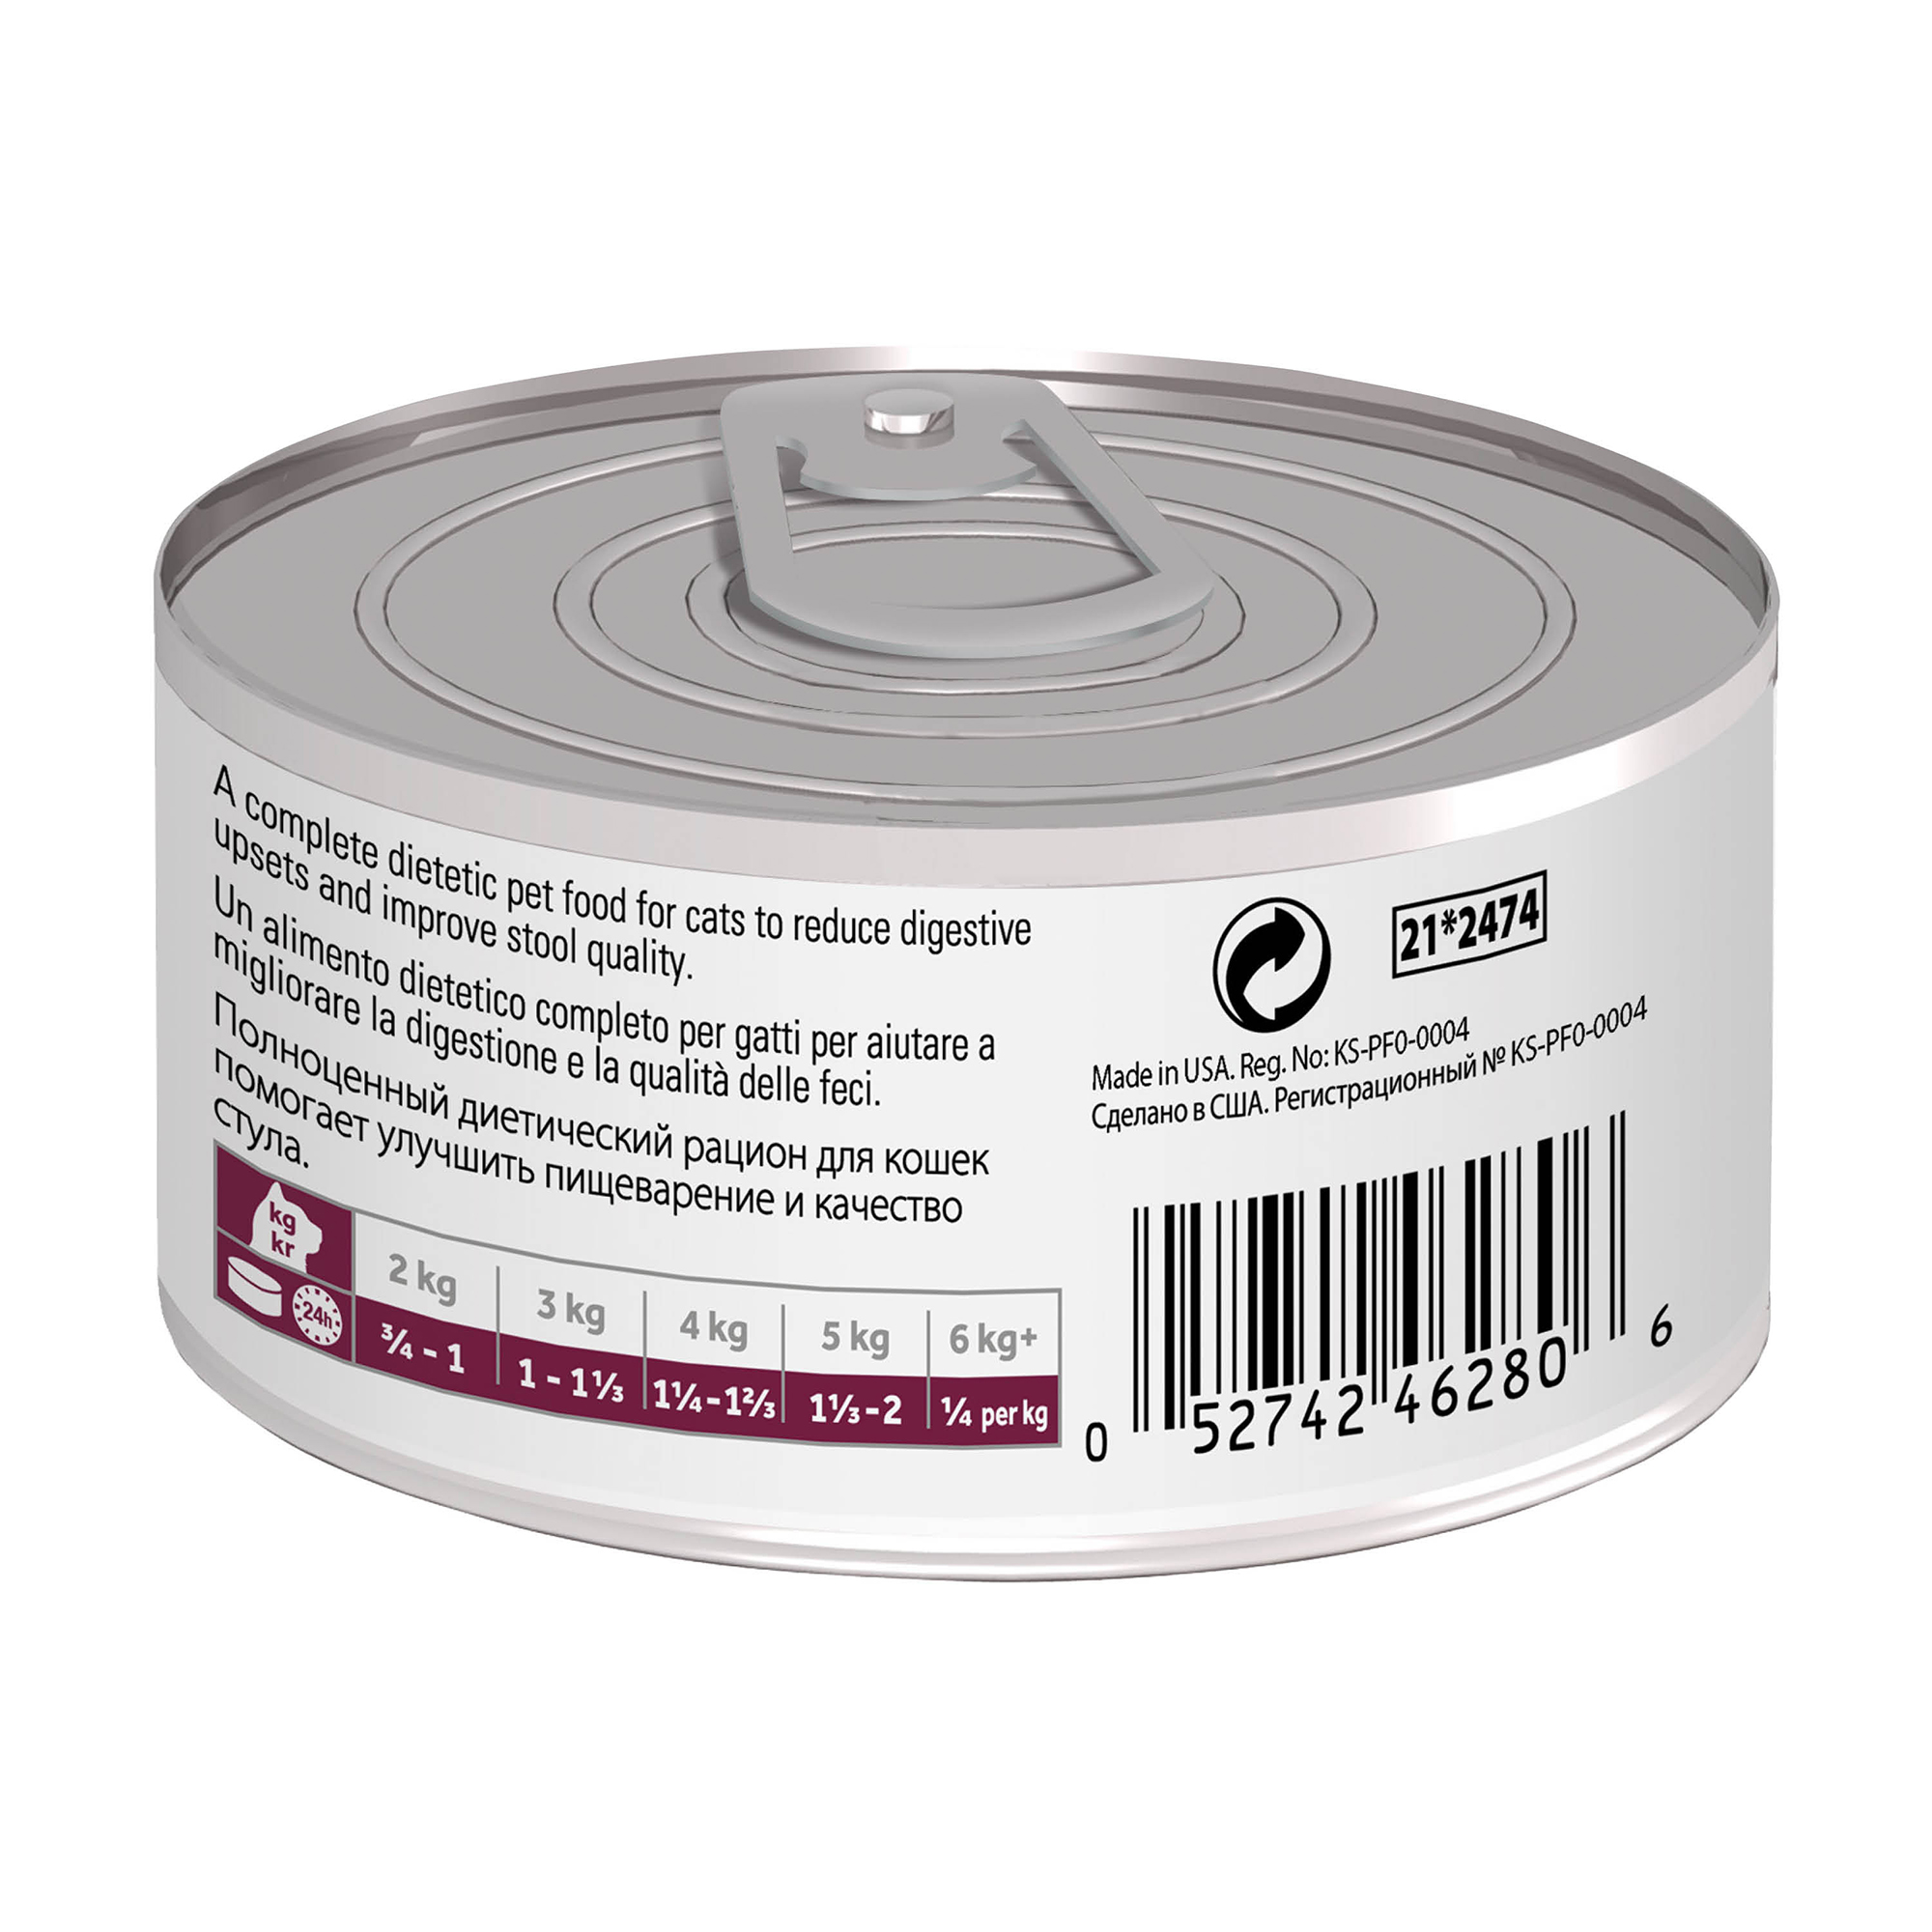 A complete dietetic pet food for cats to reduce digestive
upsets and improve stool quality.
Un alimento dietetico completo per gatti per aiutare a
migliorare la digestione e la qualità delle feci.
Полноценный диетический рацион для кошек
помогает улучшить пищеварение и качество
стула.
kg
kr
2 kg
3 kg
4 kg
5 kg
6 kg+
24h
¾ - 1
1 - 1⅓
1¼-1⅔
1⅓-2
¼ per kg
21*2474
Made in USA. Reg. No: KS-PF0-0004
Сделано в США. Регистрационный № KS-PF0-0004
0 52742 46280 6